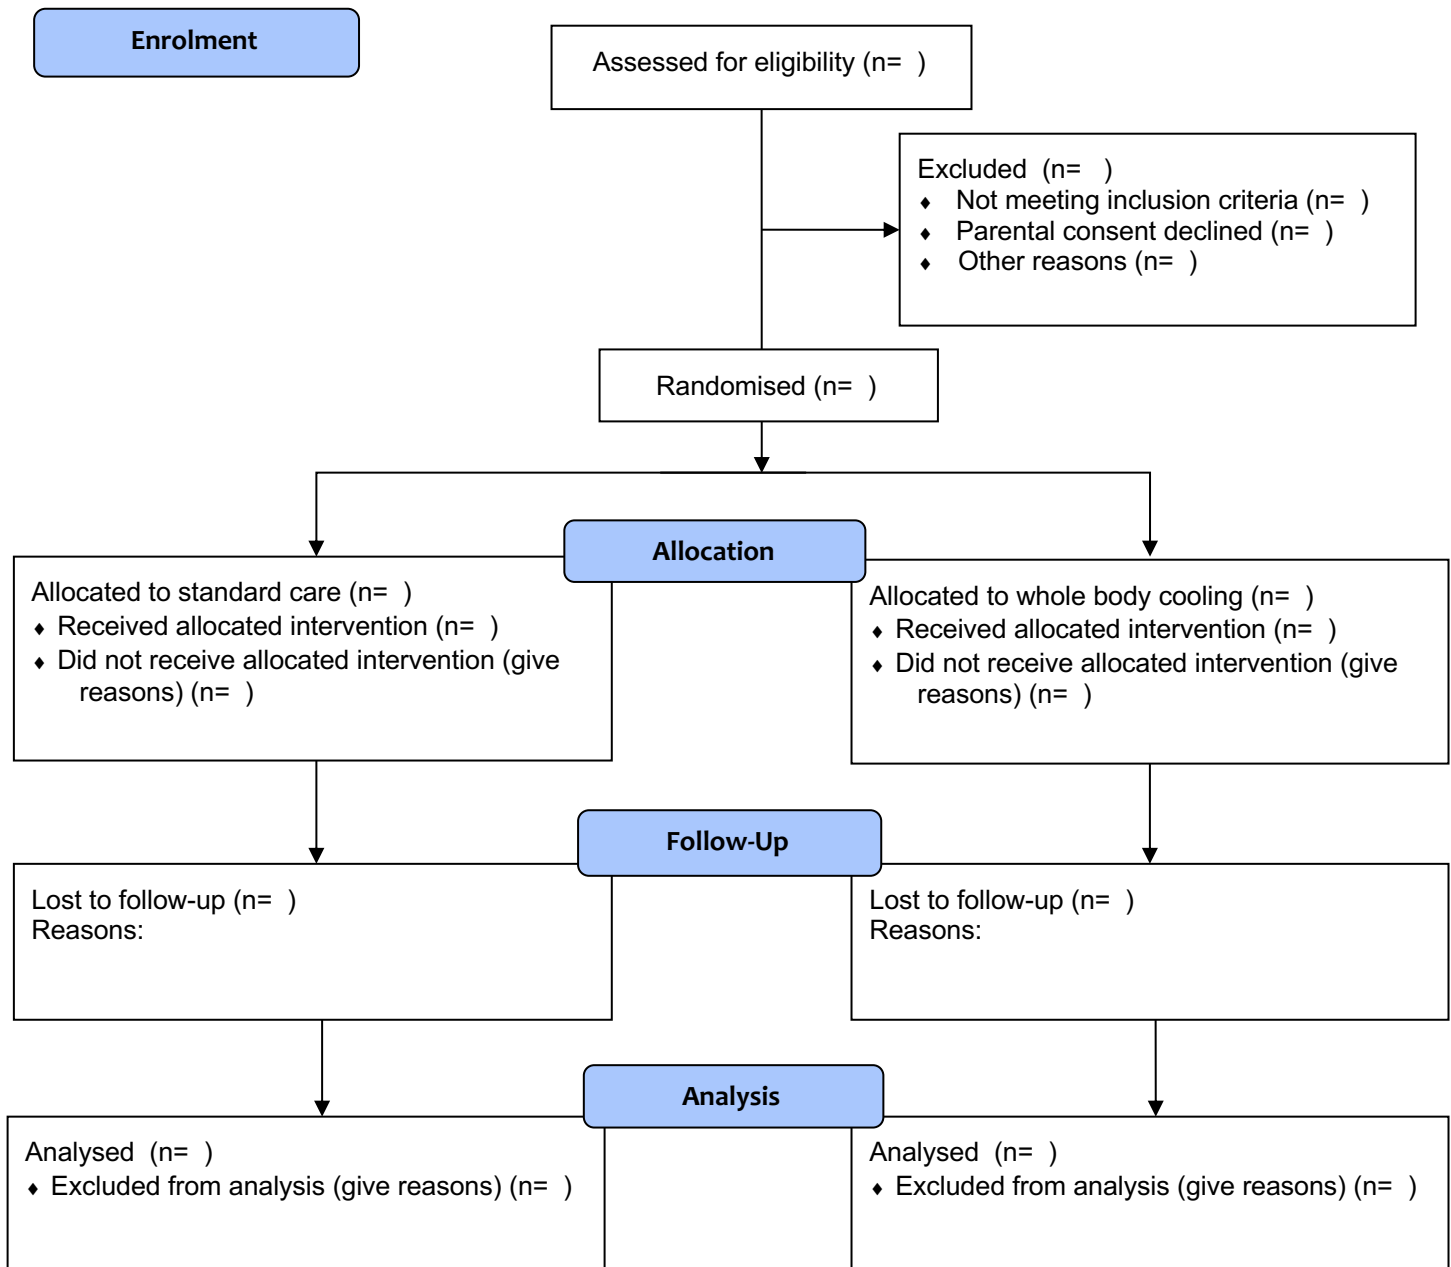 Enrolment
Assessed for eligibility (n=  )
Excluded  (n=   )
♦ Not meeting inclusion criteria (n=  )
♦ Parental consent declined (n=  )
♦ Other reasons (n=  )
Randomised (n=  )
Allocation
Allocated to standard care (n=  )
♦ Received allocated intervention (n=  )
♦ Did not receive allocated intervention (give
reasons) (n=  )
Allocated to whole body cooling (n=  )
♦ Received allocated intervention (n=  )
♦ Did not receive allocated intervention (give
reasons) (n=  )
Follow-Up
Lost to follow-up (n=  )
Reasons:
Lost to follow-up (n=  )
Reasons:
Analysis
Analysed  (n=  )
♦ Excluded from analysis (give reasons) (n=  )
Analysed  (n=  )
♦ Excluded from analysis (give reasons) (n=  )